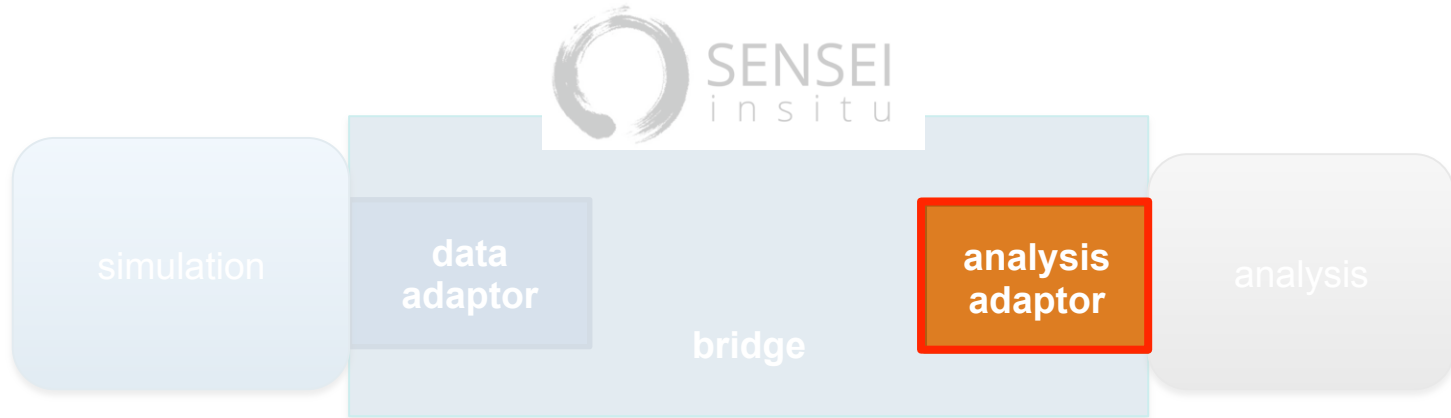 SENSEI
insitu
simulation
data
adaptor
bridge
analysis
adaptor
analysis